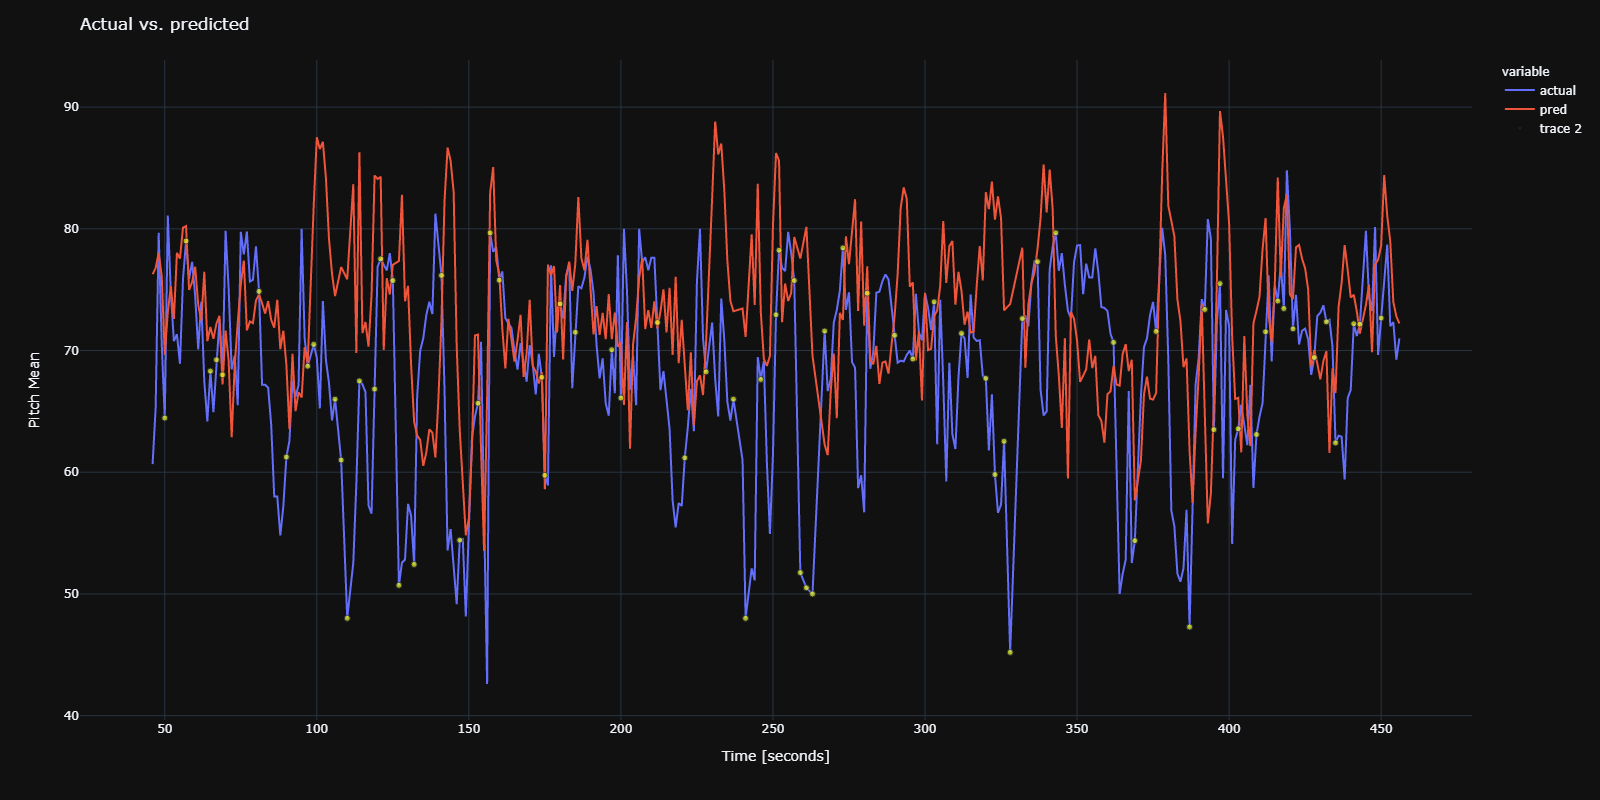 Actual vs. predicted
variable
actual
pred
trace 2
90
80
70
60
50
40
Pitch Mean
50
100
150
200
250
300
350
400
450
Time [seconds]